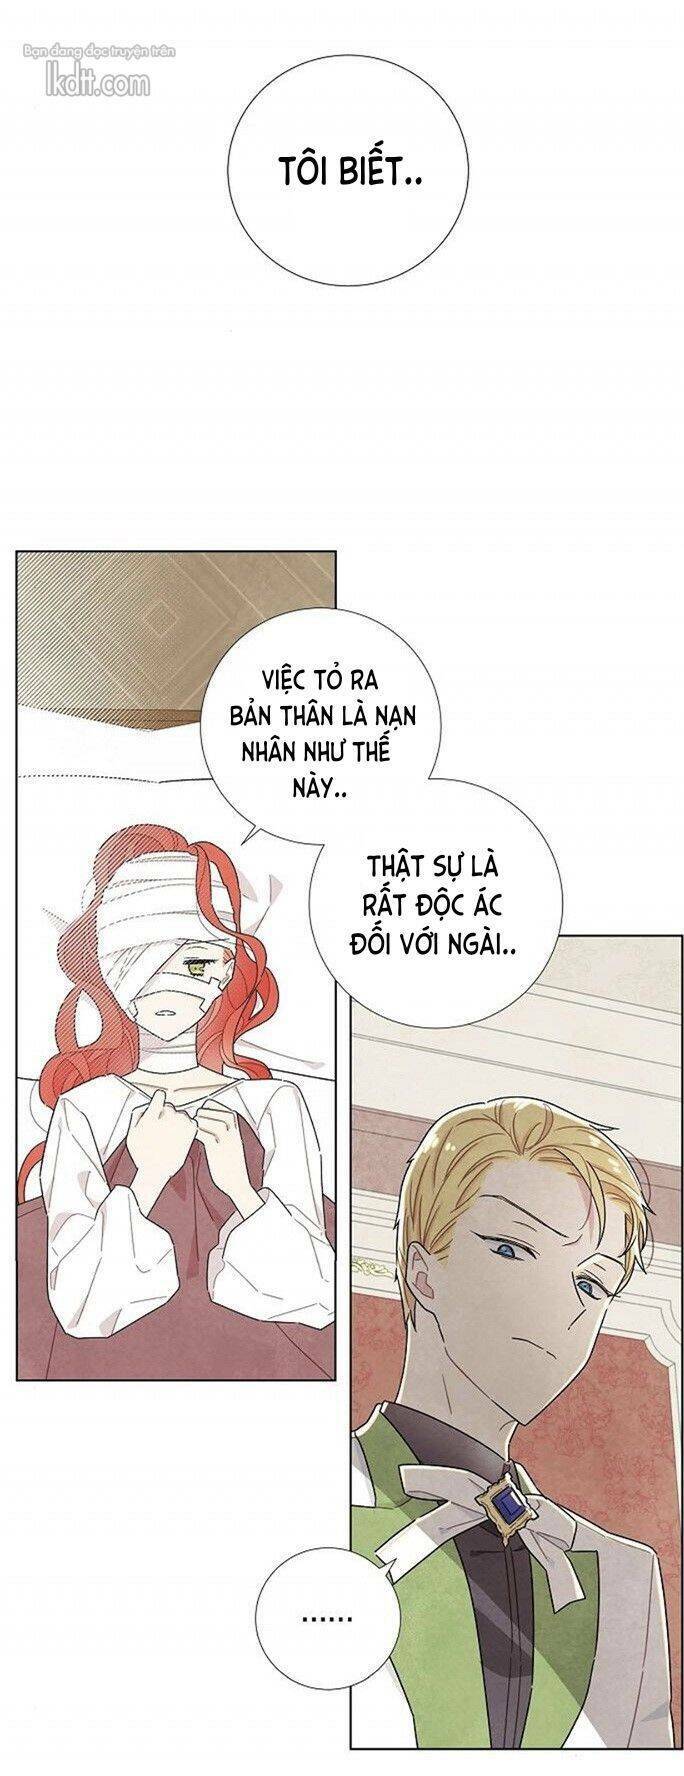 Bạn đang đọc truyện trên
lkdtt.com
TÔI BIẾT..
VIỆC TỎ RA
BẢN THÂN LÀ NẠN
NHÂN NHƯ THẾ
NÀY..
THẬT SỰ LÀ
RẤT ĐỘC ÁC
ĐỐI VỚI NGÀI..
......